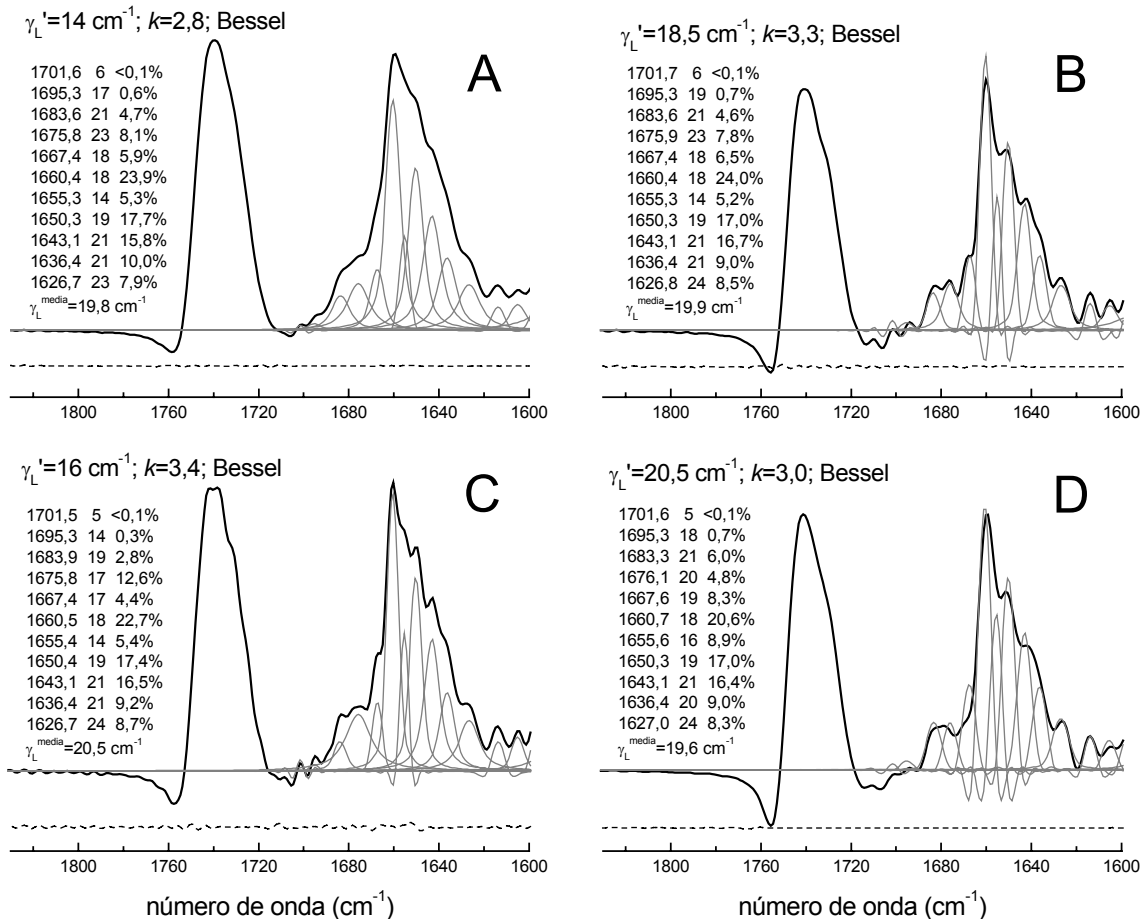 γL'=14 cm-1; k=2,8; Bessel
A
1701,6 6 <0,1%
1695,3 17 0,6%
1683,6 21 4,7%
1675,8 23 8,1%
1667,4 18 5,9%
1660,4 18 23,9%
1655,3 14 5,3%
1650,3 19 17,7%
1643,1 21 15,8%
1636,4 21 10,0%
1626,7 23 7,9%
γL media=19,8 cm-1
1800 1760 1720 1680 1640 1600
γL'=18,5 cm-1; k=3,3; Bessel
B
1701,7 6 <0,1%
1695,3 19 0,7%
1683,6 21 4,6%
1675,9 23 7,8%
1667,4 18 6,5%
1660,4 18 24,0%
1655,3 14 5,2%
1650,3 19 17,0%
1643,1 21 16,7%
1636,4 21 9,0%
1626,8 24 8,5%
γL media=19,9 cm-1
1800 1760 1720 1680 1640 1600
γL'=16 cm-1; k=3,4; Bessel
C
1701,5 5 <0,1%
1695,3 14 0,3%
1683,9 19 2,8%
1675,8 17 12,6%
1667,4 17 4,4%
1660,5 18 22,7%
1655,4 14 5,4%
1650,4 19 17,4%
1643,1 21 16,5%
1636,4 21 9,2%
1626,7 24 8,7%
γL media=20,5 cm-1
1800 1760 1720 1680 1640 1600
número de onda (cm-1)
γL'=20,5 cm-1; k=3,0; Bessel
D
1701,6 5 <0,1%
1695,3 18 0,7%
1683,3 21 6,0%
1676,1 20 4,8%
1667,6 19 8,3%
1660,7 18 20,6%
1655,6 16 8,9%
1650,3 19 17,0%
1643,1 21 16,4%
1636,4 20 9,0%
1627,0 24 8,3%
γL media=19,6 cm-1
1800 1760 1720 1680 1640 1600
número de onda (cm-1)